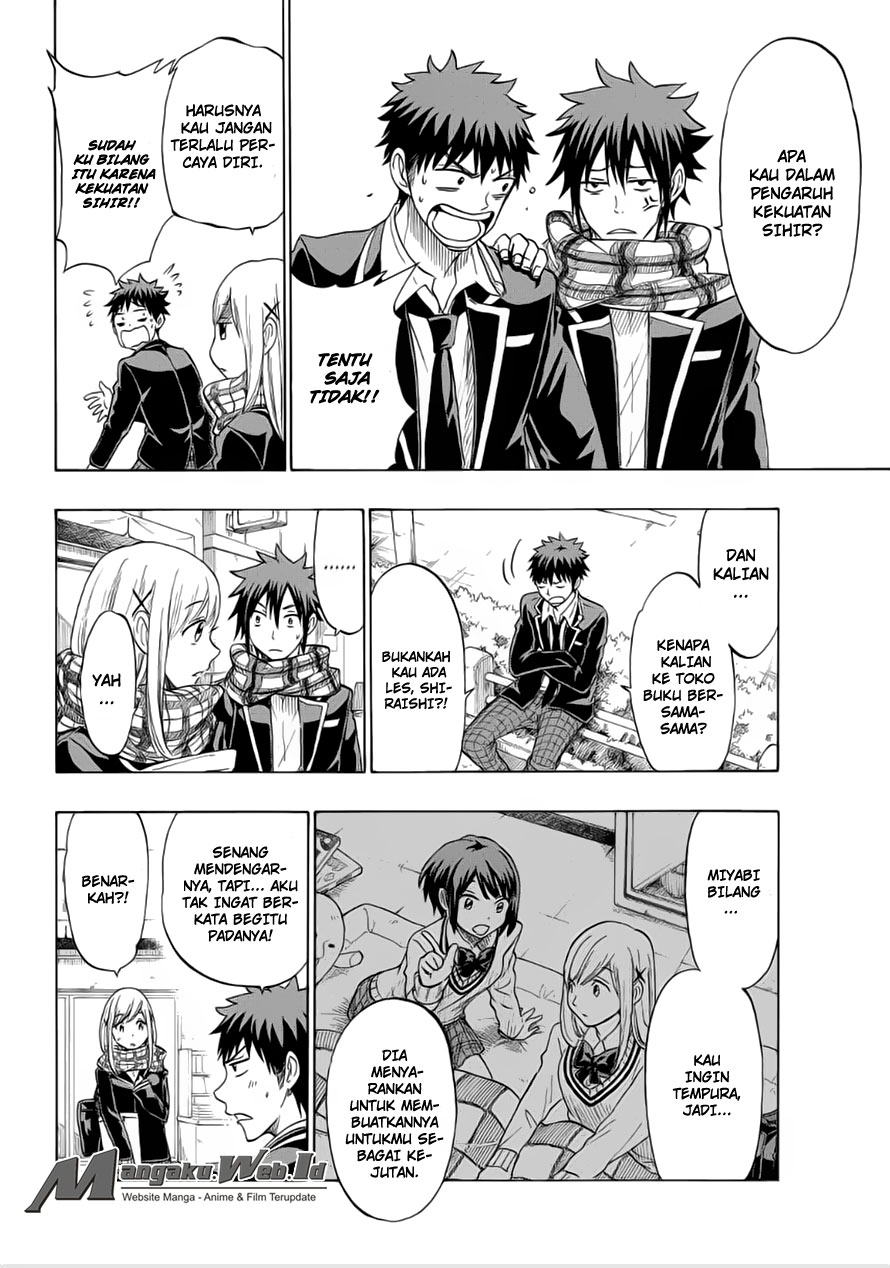 APA
KAU DALAM
PENGARUH
KEKUATAN
SIHIR?
TENTU
SAJA
TIDAK!!
HARUSNYA
KAU JANGAN
TERLALU PER-
CAYA DIRI.
SUDAH
KU BILANG
ITU KARENA
KEKUATAN
SIHIR!!
DAN
KALIAN
...
KENAPA
KALIAN
KE TOKO
BUKU BER-
SAMA-
SAMA?
BUKANKAH
KAU ADA
LES, SHI-
RAISHI?!
......
YAH
...
MIYABI
BILANG
...
KAU
INGIN
TEMPURA,
JADI...
DIA
MENYA-
RANKAN
UNTUK MEM-
BUATKANNYA
UNTUKMU SE-
BAGAI KE-
JUTAN.
SENANG
MENDENGAR-
NYA, TAPI... AKU
TAK INGAT BER-
KATA BEGITU
PADANYA!
BENAR-
KAH?!
Mangaku.Web.Id
Website Manga - Anime & Film Terupdate